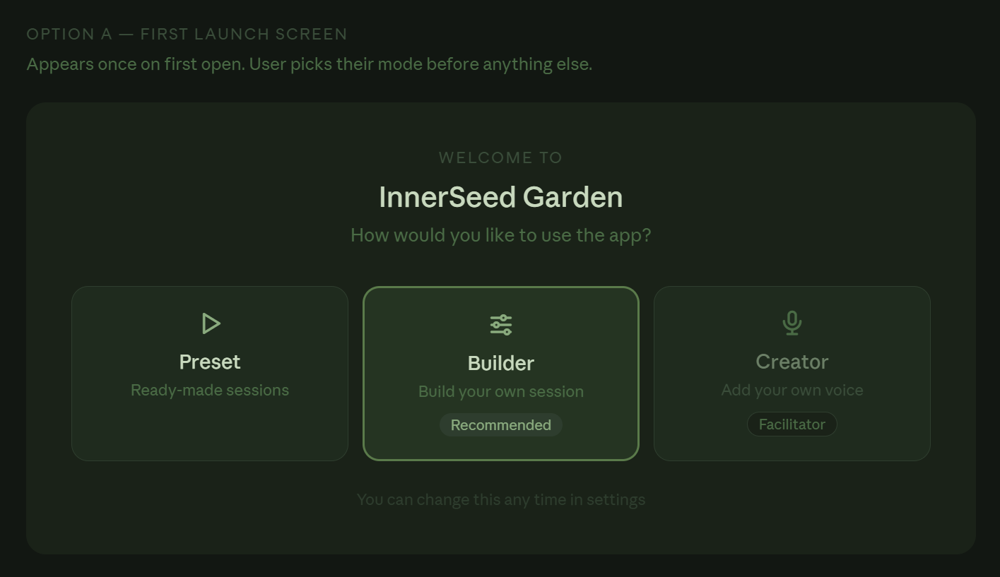 OPTION A — FIRST LAUNCH SCREEN
Appears once on first open. User picks their mode before anything else.
WELCOME TO
InnerSeed Garden
How would you like to use the app?
Preset
Ready-made sessions
Builder
Build your own session
Recommended
Creator
Add your own voice
Facilitator
You can change this any time in settings